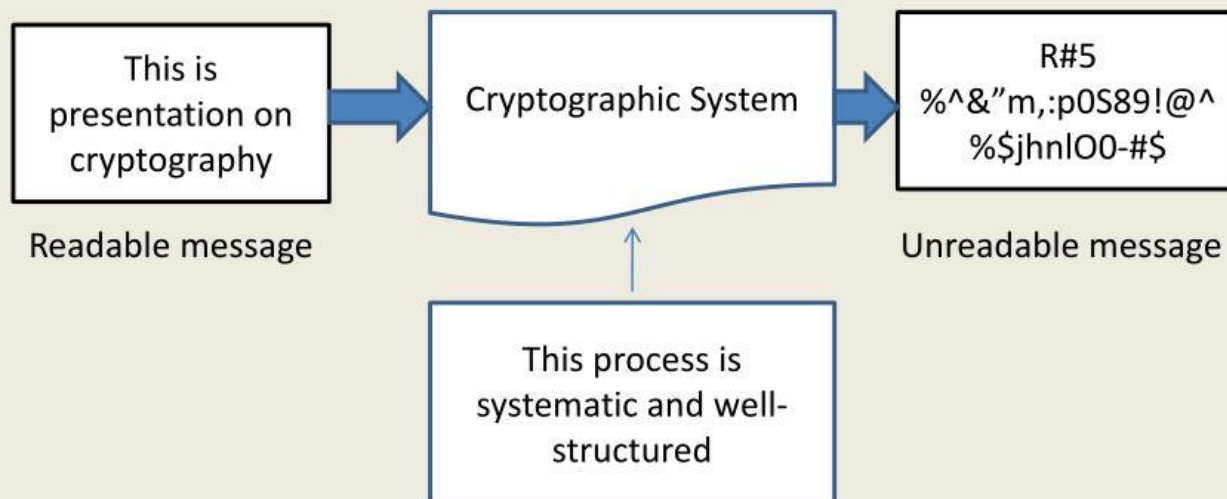 This is
presentation on
cryptography
Readable message
Cryptographic System
R#5
%^&”m,:p0S89!@^
%$jhnlO0-#$
Unreadable message
This process is
systematic and well-
structured